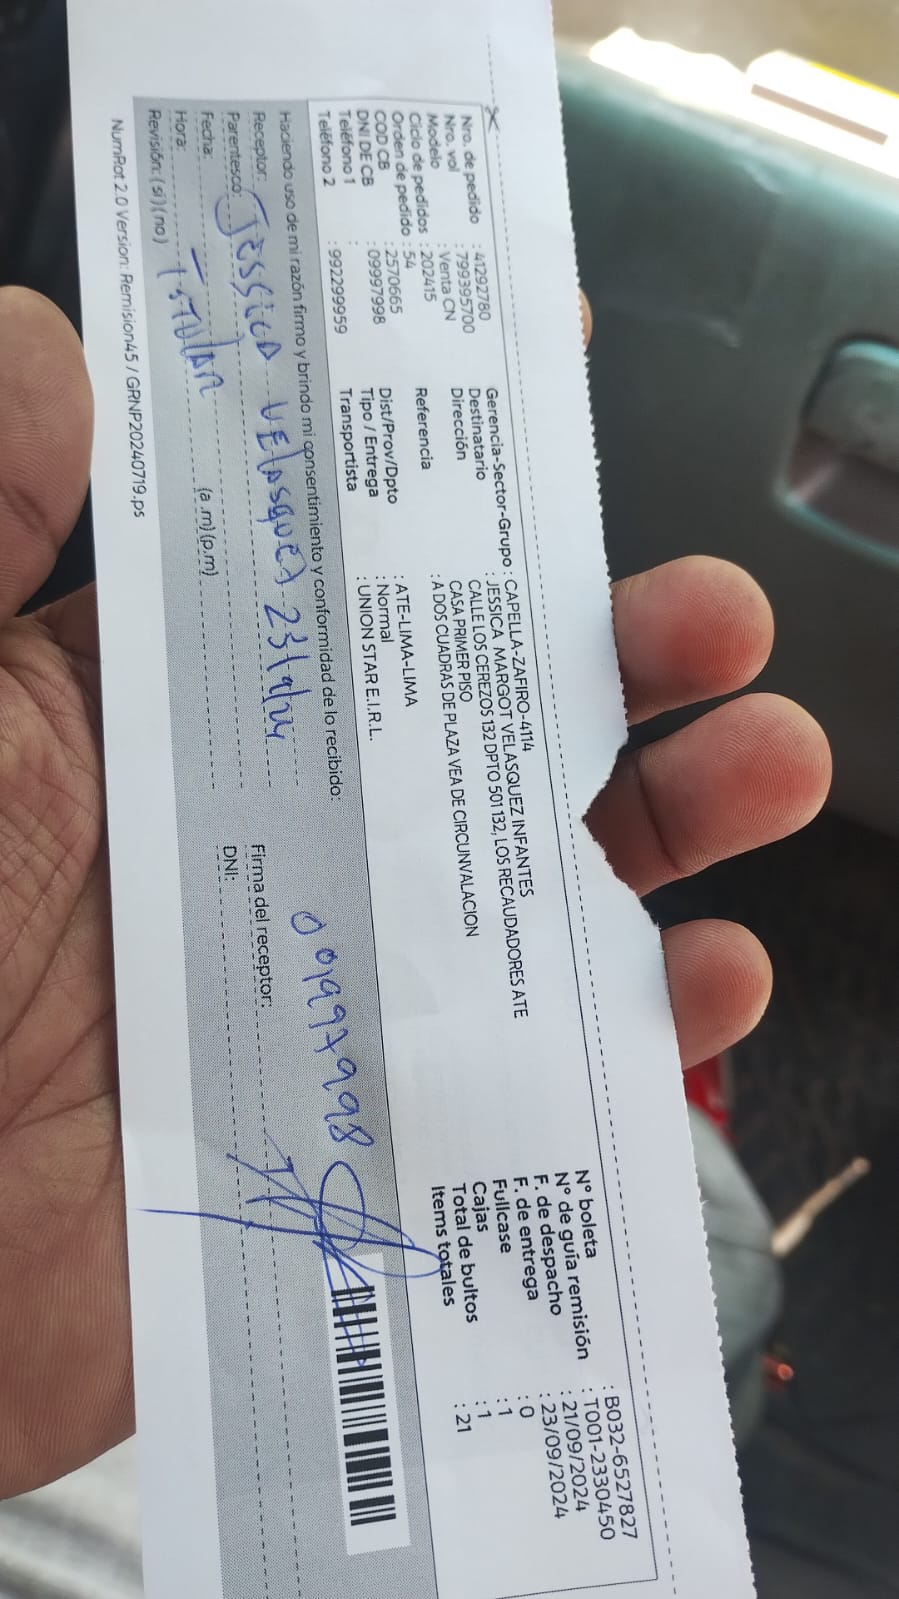 Nro. de pedido : 41292780
Nro. vol : 799395700
Modelo : Venta CN
Ciclo de pedidos : 202415
Orden de pedido : 54
COD CB : 2570665
DNI DE CB : 09997998
Teléfono 1 :
Teléfono 2 : 992299959
Gerencia-Sector-Grupo : CAPELLA-ZAFIRO-4114
Destinatario : JESSICA MARGOT VELASQUEZ INFANTES
Dirección : CALLE LOS CEREZOS 132 DPTO 501 132, LOS RECAUDADORES ATE
CASA PRIMER PISO
Referencia : A DOS CUADRAS DE PLAZA VEA DE CIRCUNVALACION
Dist/Prov/Dpto : ATE-LIMA-LIMA
Tipo / Entrega : Normal
Transportista : UNION STAR E.I.R.L.
N° boleta : B032-6527827
N° de guía remisión : T001-2330450
F. de despacho : 21/09/2024
F. de entrega : 23/09/2024
Fullcase : 0
Cajas : 1
Total de bultos : 1
Items totales : 21
Haciendo uso de mi razón firmo y brindo mi consentimiento y conformidad de lo recibido:
Receptor: Jessica Velasquez 23/9/24
Parentesco: Titular
Fecha:
Hora: (a.m) (p.m)
Revisión: (si) (no)
09997998
Firma del receptor:
DNI:
NumRot 2.0 Version: Remision45 / GRNP20240719.ps